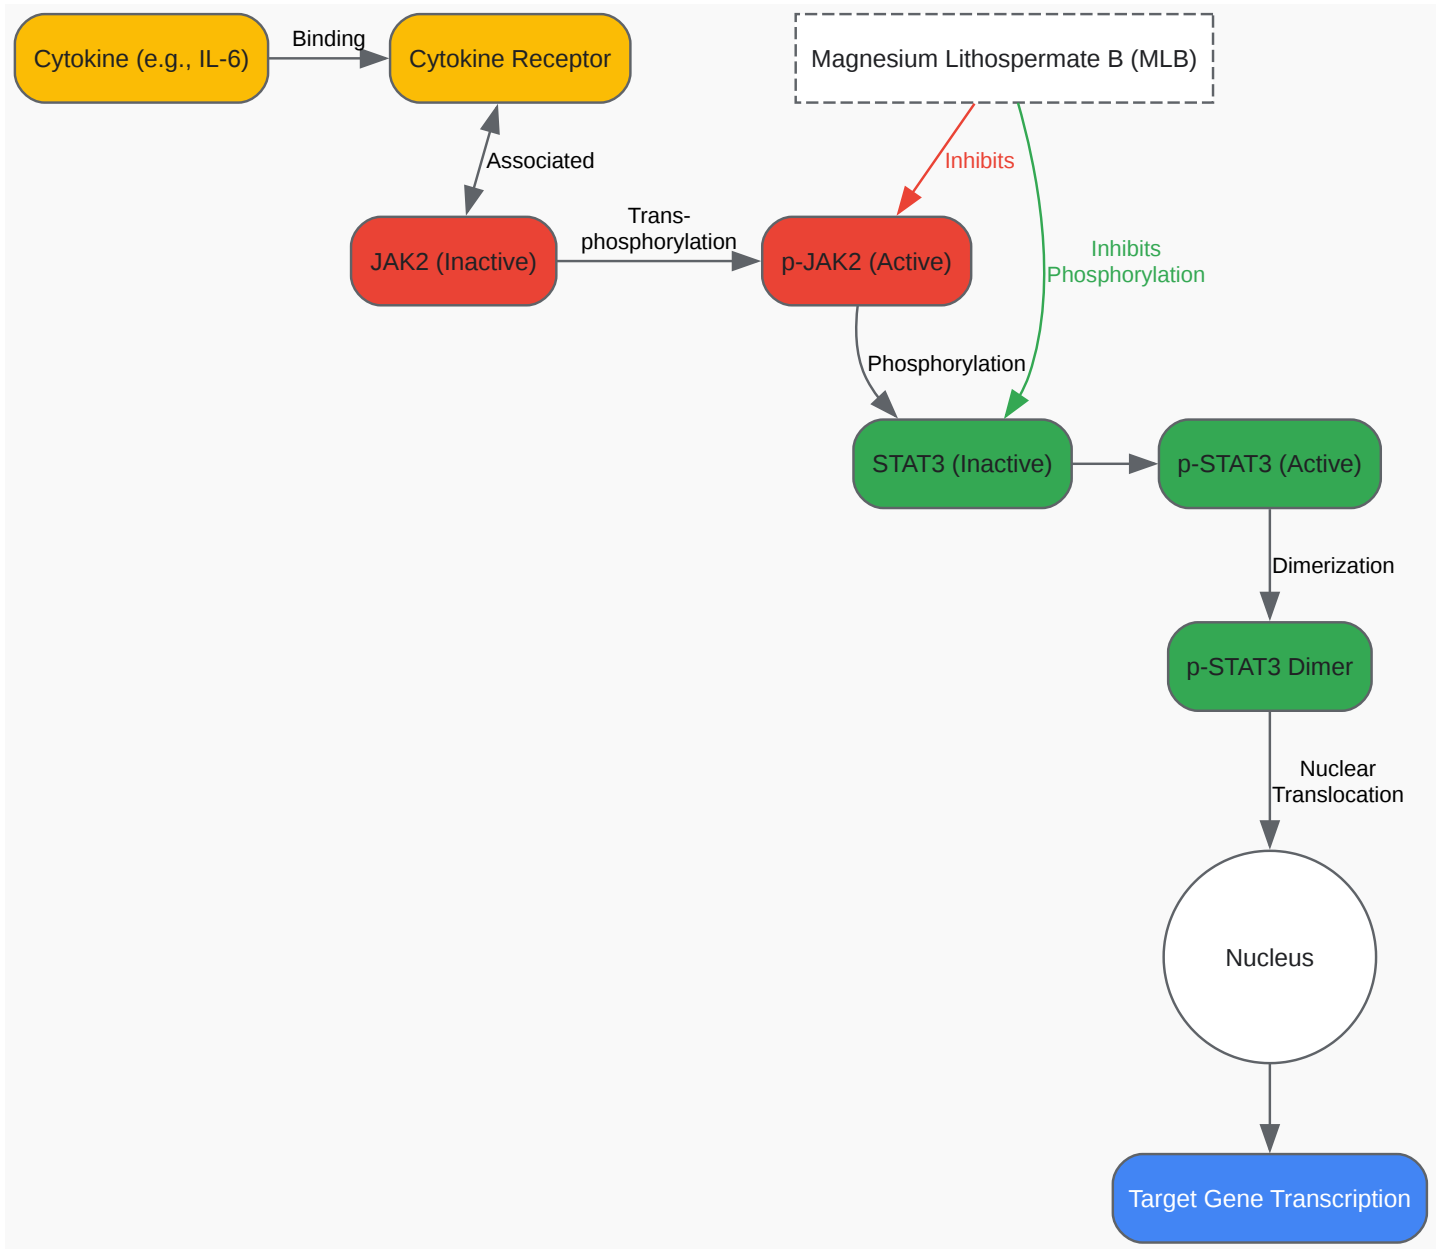 Cytokine (e.g., IL-6)
Binding
Cytokine Receptor
Magnesium Lithospermate B (MLB)
Associated
Inhibits
JAK2 (Inactive)
Trans-
phosphorylation
p-JAK2 (Active)
Inhibits
Phosphorylation
Phosphorylation
STAT3 (Inactive)
p-STAT3 (Active)
Dimerization
p-STAT3 Dimer
Nuclear
Translocation
Nucleus
Target Gene Transcription